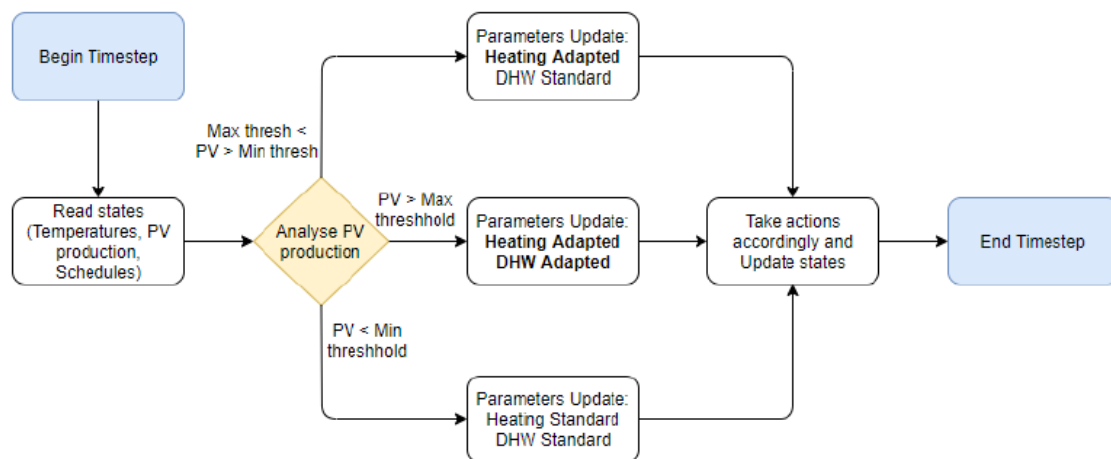 Begin Timestep
Read states
(Temperatures, PV
production,
Schedules)
Analyse PV
production
Max thresh <
PV > Min thresh
PV > Max
threshhold
PV < Min
threshhold
Parameters Update:
Heating Adapted
DHW Standard
Parameters Update:
Heating Adapted
DHW Adapted
Parameters Update:
Heating Standard
DHW Standard
Take actions
accordingly and
Update states
End Timestep